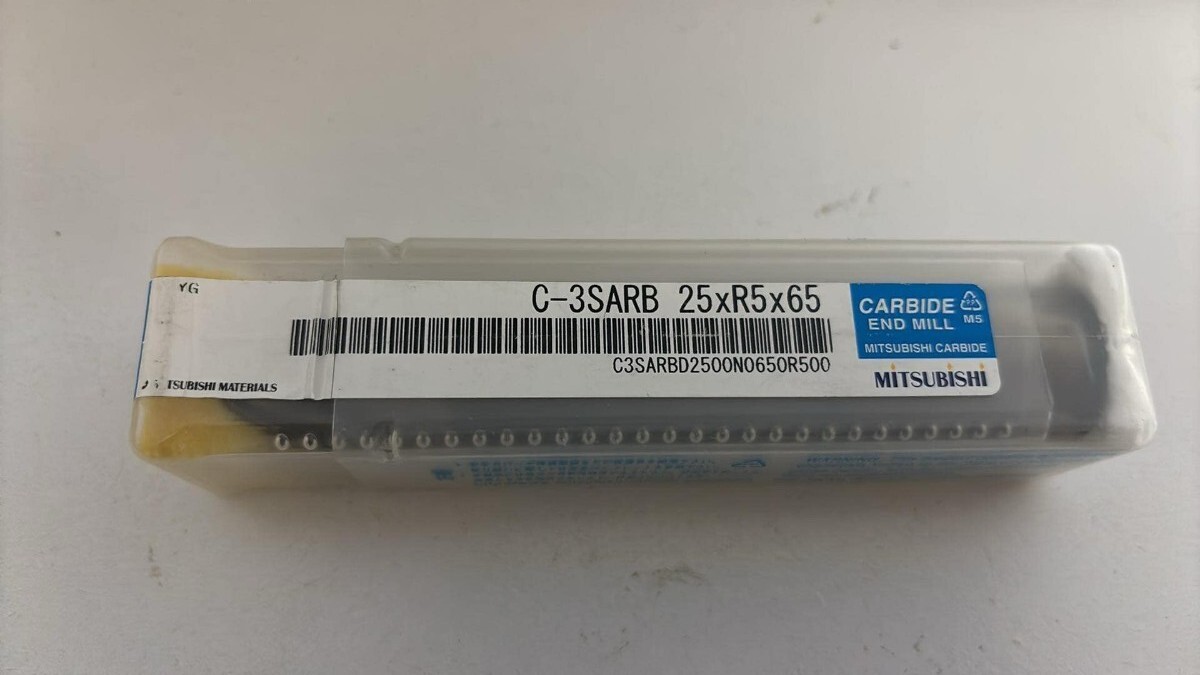 YG
C-3SARB 25xR5x65
C3SARBD2500N0650R500
TSUBISHI MATERIALS
CARBIDE
END MILL
M5
MITSUBISHI CARBIDE
MITSUBISHI